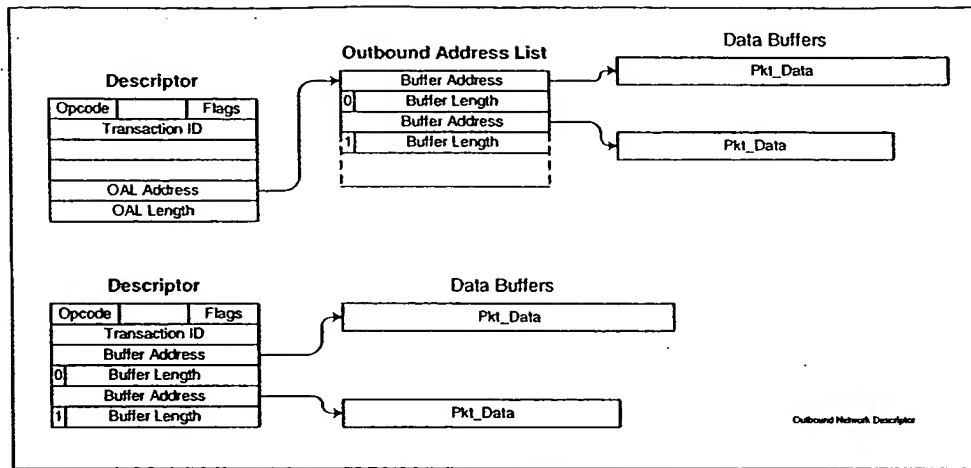 Data Buffers
Outbound Address List
Descriptor
Buffer Address
Pkt_Data
Opcode Flags
0 Buffer Length
Transaction ID
Buffer Address
1 Buffer Length
Pkt_Data
OAL Address
OAL Length
Descriptor
Data Buffers
Opcode Flags
Pkt_Data
Transaction ID
Buffer Address
0 Buffer Length
Buffer Address
1 Buffer Length
Pkt_Data
Outbound Network Descriptor